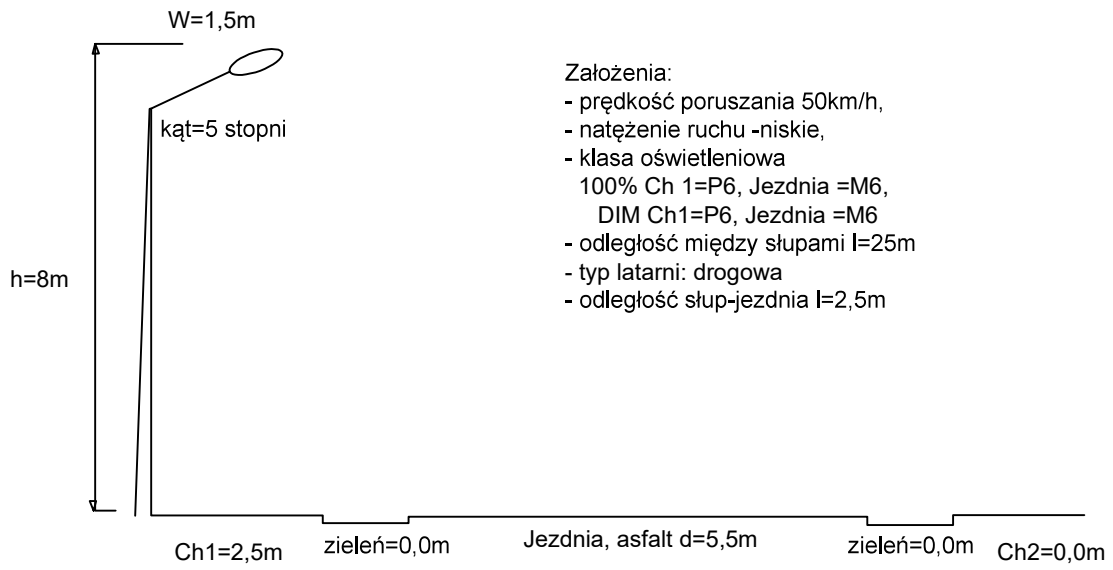 W=1,5m
kąt=5 stopni
h=8m
Założenia:
- prędkość poruszania 50km/h,
- natężenie ruchu -niskie,
- klasa oświetleniowa
100% Ch 1=P6, Jezdnia =M6,
DIM Ch1=P6, Jezdnia =M6
- odległość między słupami l=25m
- typ latarni: drogowa
- odległość słup-jezdnia l=2,5m
Ch1=2,5m
zieleń=0,0m
Jezdnia, asfalt d=5,5m
zieleń=0,0m
Ch2=0,0m